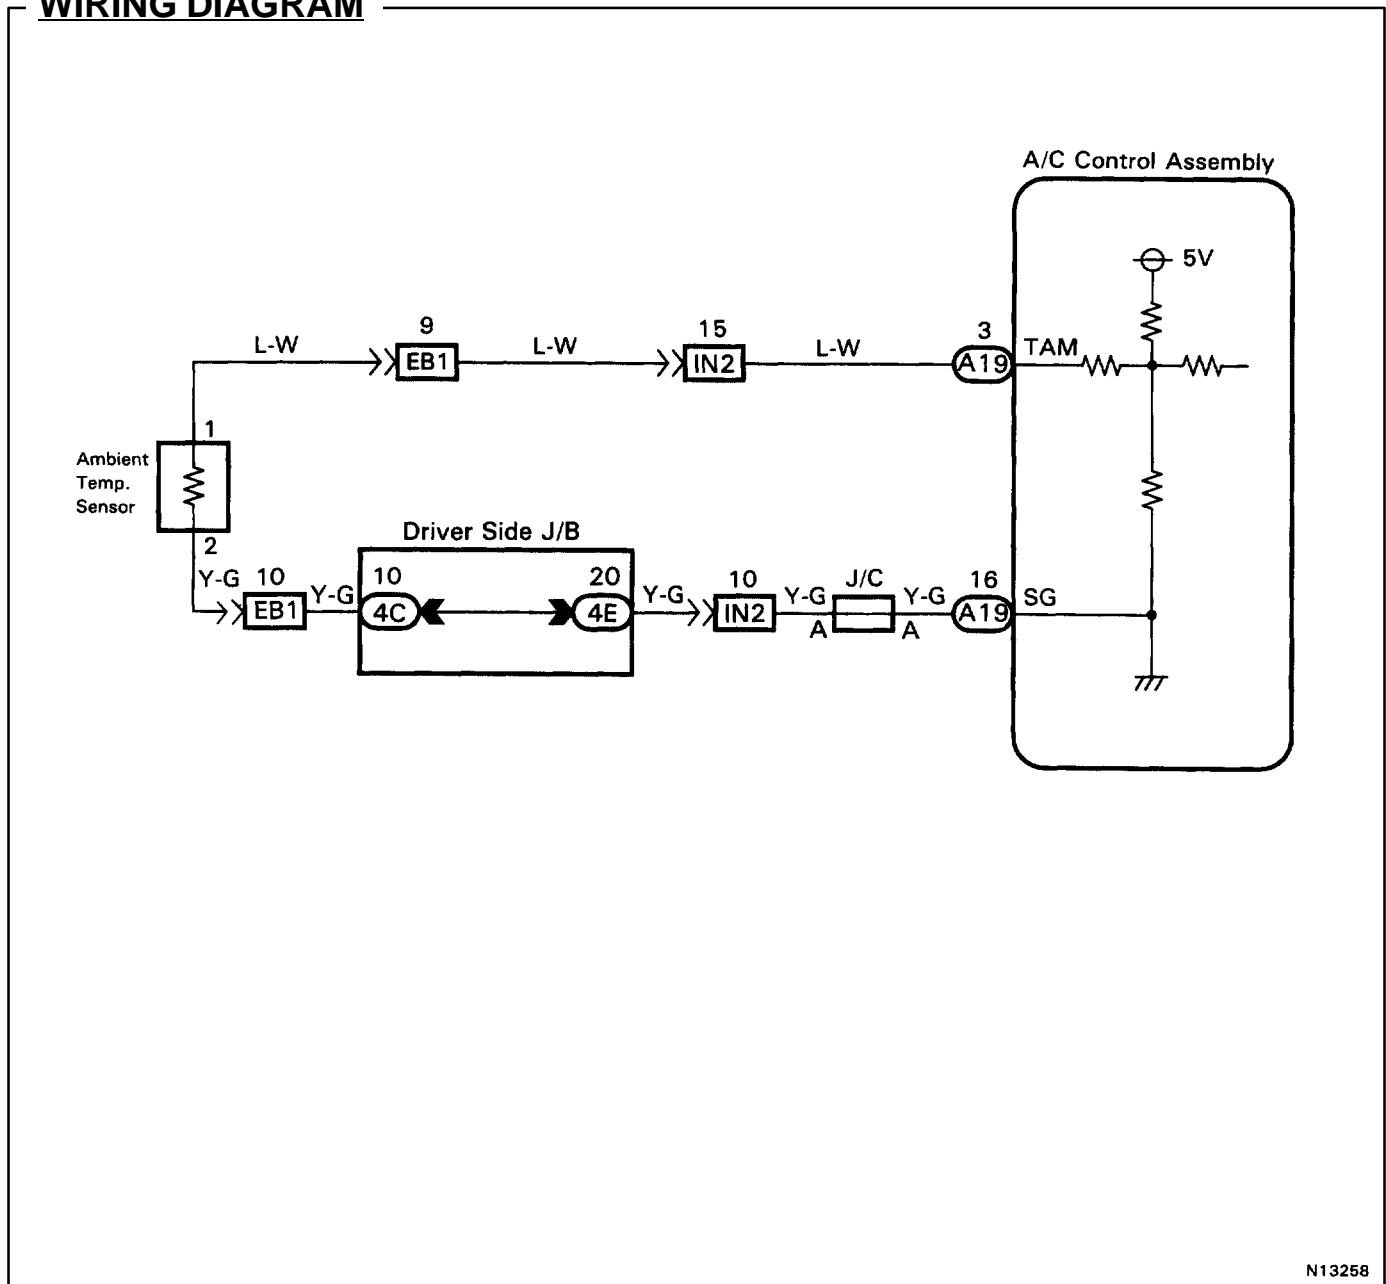 WIRING DIAGRAM
A/C Control Assembly
5V
9
15
3
L-W
L-W
L-W
TAM
EB1
IN2
A19
1
Ambient
Temp.
Sensor
2
Driver Side J/B
Y-G
10
Y-G
10
20
Y-G
10
Y-G
J/C
Y-G
16
SG
EB1
4C
4E
IN2
A
A
A19
N13258